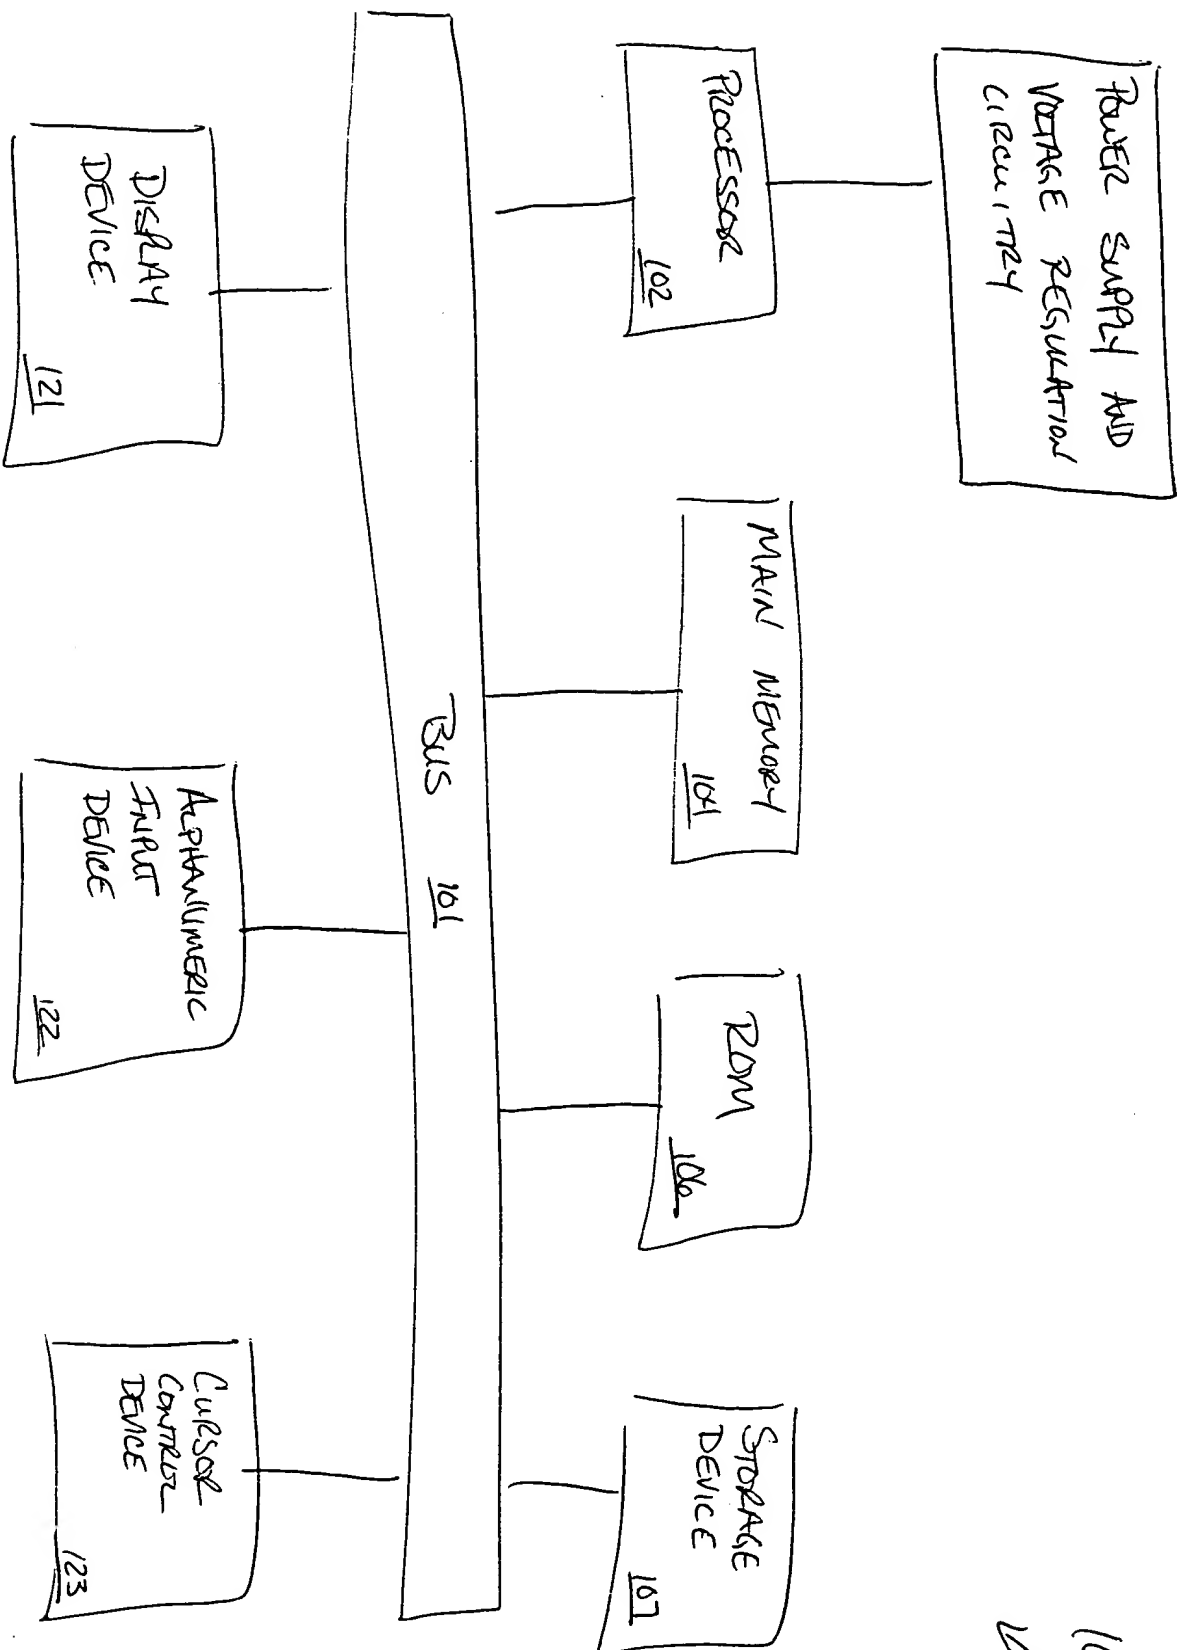 POWER SUPPLY AND
VOLTAGE REGULATION
CIRCUITRY
PROCESSOR
102
MAIN MEMORY
104
ROM
106
STORAGE
DEVICE
107
BUS 101
DISPLAY
DEVICE
121
ALPHANUMERIC
INPUT
DEVICE
122
CURSOR
CONTROL
DEVICE
123